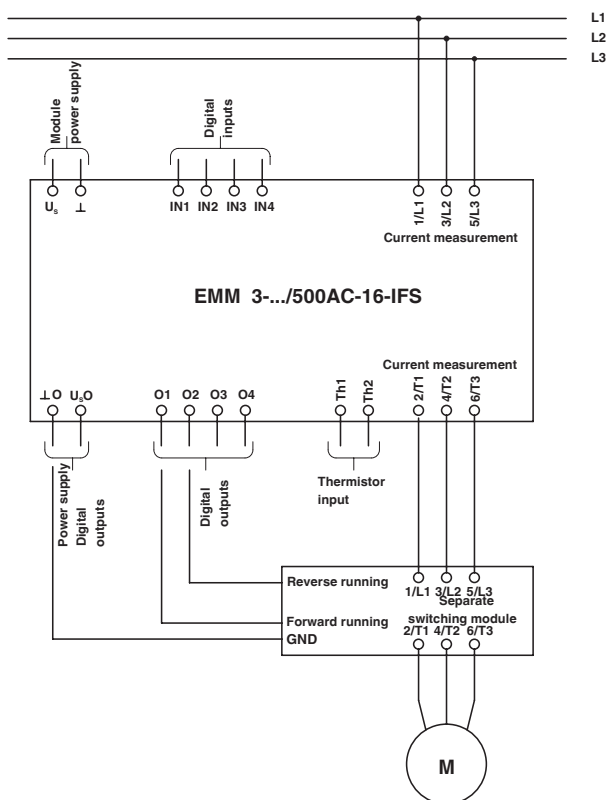 L1
L2
L3
Module
power supply
Digital
inputs
Us ⊥ IN1 IN2 IN3 IN4 1/L1 3/L2 5/L3
Current measurement
EMM 3-.../500AC-16-IFS
Current measurement
⊥O UsO O1 O2 O3 O4 Th1 Th2 2/T1 4/T2 6/T3
Power supply
Digital
outputs
Digital
outputs
Thermistor
input
Reverse running
1/L1 3/L2 5/L3
Separate
switching module
Forward running
2/T1 4/T2 6/T3
GND
M